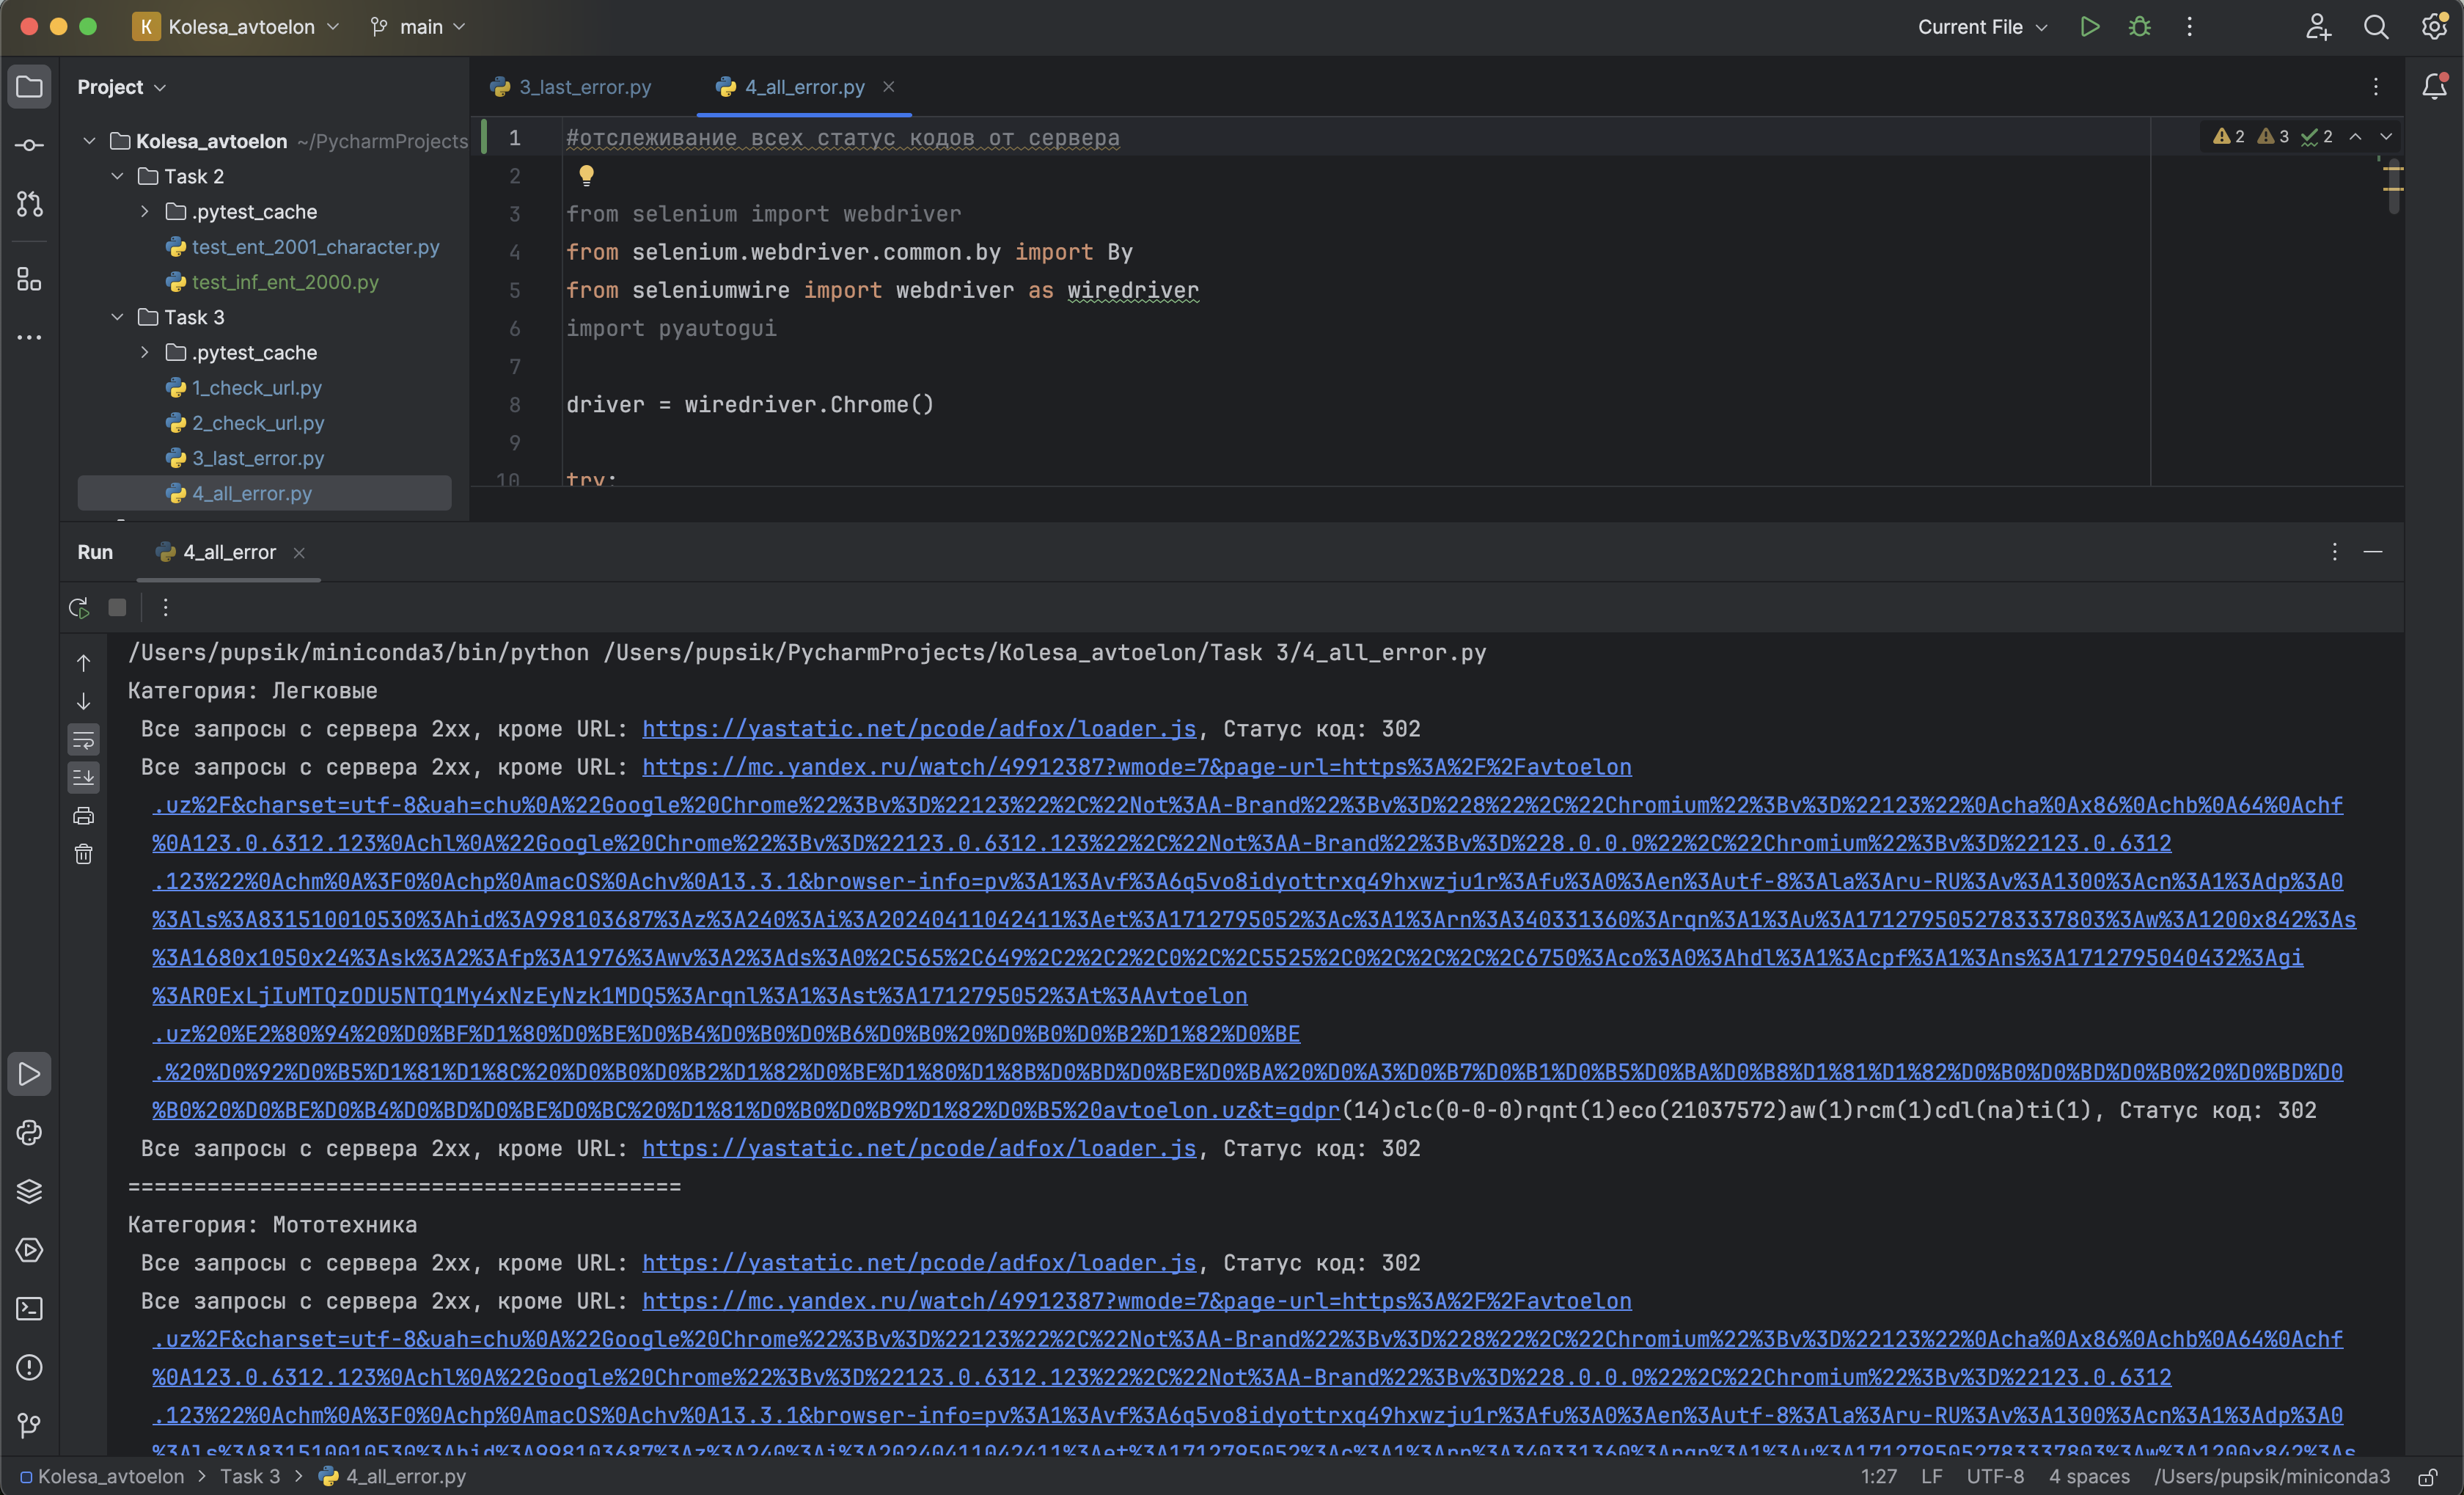 K Kolesa_avtoelon main Current File
Project
3_last_error.py
4_all_error.py
Kolesa_avtoelon ~/PycharmProjects
Task 2
.pytest_cache
test_ent_2001_character.py
test_inf_ent_2000.py
Task 3
.pytest_cache
1_check_url.py
2_check_url.py
3_last_error.py
4_all_error.py
2 3 2
1 #отслеживание всех статус кодов от сервера
2
3 from selenium import webdriver
4 from selenium.webdriver.common.by import By
5 from seleniumwire import webdriver as wiredriver
6 import pyautogui
7
8 driver = wiredriver.Chrome()
9
10 try:
Run 4_all_error
/Users/pupsik/miniconda3/bin/python /Users/pupsik/PycharmProjects/Kolesa_avtoelon/Task 3/4_all_error.py
Категория: Легковые
Все запросы с сервера 2xx, кроме URL: https://yastatic.net/pcode/adfox/loader.js, Статус код: 302
Все запросы с сервера 2xx, кроме URL: https://mc.yandex.ru/watch/49912387?wmode=7&page-url=https%3A%2F%2Favtoelon
.uz%2F&charset=utf-8&uah=chu%0A%22Google%20Chrome%22%3Bv%3D%22123%22%2C%22Not%3AA-Brand%22%3Bv%3D%228%22%2C%22Chromium%22%3Bv%3D%22123%22%0Acha%0Ax86%0Achb%0A64%0Achf
%0A123.0.6312.123%0Achl%0A%22Google%20Chrome%22%3Bv%3D%22123.0.6312.123%22%2C%22Not%3AA-Brand%22%3Bv%3D%228.0.0.0%22%2C%22Chromium%22%3Bv%3D%22123.0.6312
.123%22%0Achm%0A%3F0%0Achp%0AmacOS%0Achv%0A13.3.1&browser-info=pv%3A1%3Avf%3A6q5vo8idyottrxq49hxwzju1r%3Afu%3A0%3Aen%3Autf-8%3Ala%3Aru-RU%3Av%3A1300%3Acn%3A1%3Adp%3A0
%3Als%3A831510010530%3Ahid%3A998103687%3Az%3A240%3Ai%3A20240411042411%3Aet%3A1712795052%3Ac%3A1%3Arn%3A340331360%3Arqn%3A1%3Au%3A1712795052783337803%3Aw%3A1200x842%3As
%3A1680x1050x24%3Ask%3A2%3Afp%3A1976%3Awv%3A2%3Ads%3A0%2C565%2C649%2C2%2C2%2C0%2C%2C5525%2C0%2C%2C%2C%2C6750%3Aco%3A0%3Ahdl%3A1%3Acpf%3A1%3Ans%3A1712795040432%3Agi
%3AR0ExLjIuMTQzODU5NTQ1My4xNzEyNzk1MDQ5%3Arqnl%3A1%3Ast%3A1712795052%3At%3AAvtoelon
.uz%20%E2%80%94%20%D0%BF%D1%80%D0%BE%D0%B4%D0%B0%D0%B6%D0%B0%20%D0%B0%D0%B2%D1%82%D0%BE
.%20%D0%92%D0%B5%D1%81%D1%8C%20%D0%B0%D0%B2%D1%82%D0%BE%D1%80%D1%8B%D0%BD%D0%BE%D0%BA%20%D0%A3%D0%B7%D0%B1%D0%B5%D0%BA%D0%B8%D1%81%D1%82%D0%B0%D0%BD%D0%B0%20%D0%BD%D0
%B0%20%D0%BE%D0%B4%D0%BD%D0%BE%D0%BC%20%D1%81%D0%B0%D0%B9%D1%82%D0%B5%20avtoelon.uz&t=gdpr(14)clc(0-0-0)rqnt(1)eco(21037572)aw(1)rcm(1)cdl(na)ti(1), Статус код: 302
Все запросы с сервера 2xx, кроме URL: https://yastatic.net/pcode/adfox/loader.js, Статус код: 302
==========================================
Категория: Мототехника
Все запросы с сервера 2xx, кроме URL: https://yastatic.net/pcode/adfox/loader.js, Статус код: 302
Все запросы с сервера 2xx, кроме URL: https://mc.yandex.ru/watch/49912387?wmode=7&page-url=https%3A%2F%2Favtoelon
.uz%2F&charset=utf-8&uah=chu%0A%22Google%20Chrome%22%3Bv%3D%22123%22%2C%22Not%3AA-Brand%22%3Bv%3D%228%22%2C%22Chromium%22%3Bv%3D%22123%22%0Acha%0Ax86%0Achb%0A64%0Achf
%0A123.0.6312.123%0Achl%0A%22Google%20Chrome%22%3Bv%3D%22123.0.6312.123%22%2C%22Not%3AA-Brand%22%3Bv%3D%228.0.0.0%22%2C%22Chromium%22%3Bv%3D%22123.0.6312
.123%22%0Achm%0A%3F0%0Achp%0AmacOS%0Achv%0A13.3.1&browser-info=pv%3A1%3Avf%3A6q5vo8idyottrxq49hxwzju1r%3Afu%3A0%3Aen%3Autf-8%3Ala%3Aru-RU%3Av%3A1300%3Acn%3A1%3Adp%3A0
%3Als%3A831510010530%3Ahid%3A998103687%3Az%3A240%3Ai%3A20240411042411%3Aet%3A1712795052%3Ac%3A1%3Arn%3A340331360%3Arqn%3A1%3Au%3A1712795052783337803%3Aw%3A1200x842%3As
Kolesa_avtoelon > Task 3 > 4_all_error.py 1:27 LF UTF-8 4 spaces /Users/pupsik/miniconda3